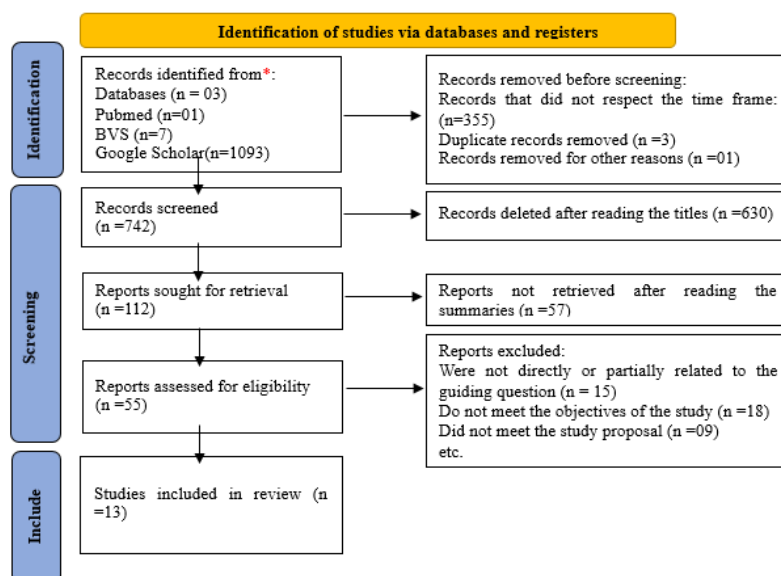 Identification of studies via databases and registers
Identification
Records identified from*:
Databases (n = 03)
Pubmed (n=01)
BVS (n=7)
Google Scholar(n=1093)
Records removed before screening:
Records that did not respect the time frame:
(n=355)
Duplicate records removed (n =3)
Records removed for other reasons (n =01)
Screening
Records screened
(n =742)
Records deleted after reading the titles (n =630)
Reports sought for retrieval
(n =112)
Reports not retrieved after reading the
summaries (n =57)
Reports assessed for eligibility
(n =55)
Reports excluded:
Were not directly or partially related to the
guiding question (n = 15)
Do not meet the objectives of the study (n =18)
Did not meet the study proposal (n =09)
etc.
Include
Studies included in review (n
=13)